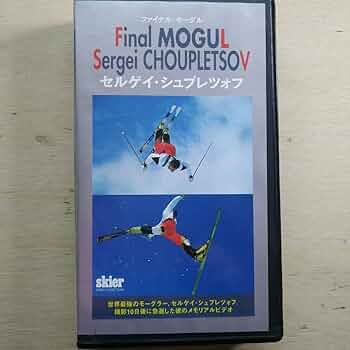 ファイナル・モーグル
Final MOGUL
Sergei CHOUPLETSOV
セルゲイ・シュプレツォフ
skier
世界最強のモーグラー、セルゲイ・シュプレツォフ
撮影10日後に急逝した彼のメモリアルビデオ